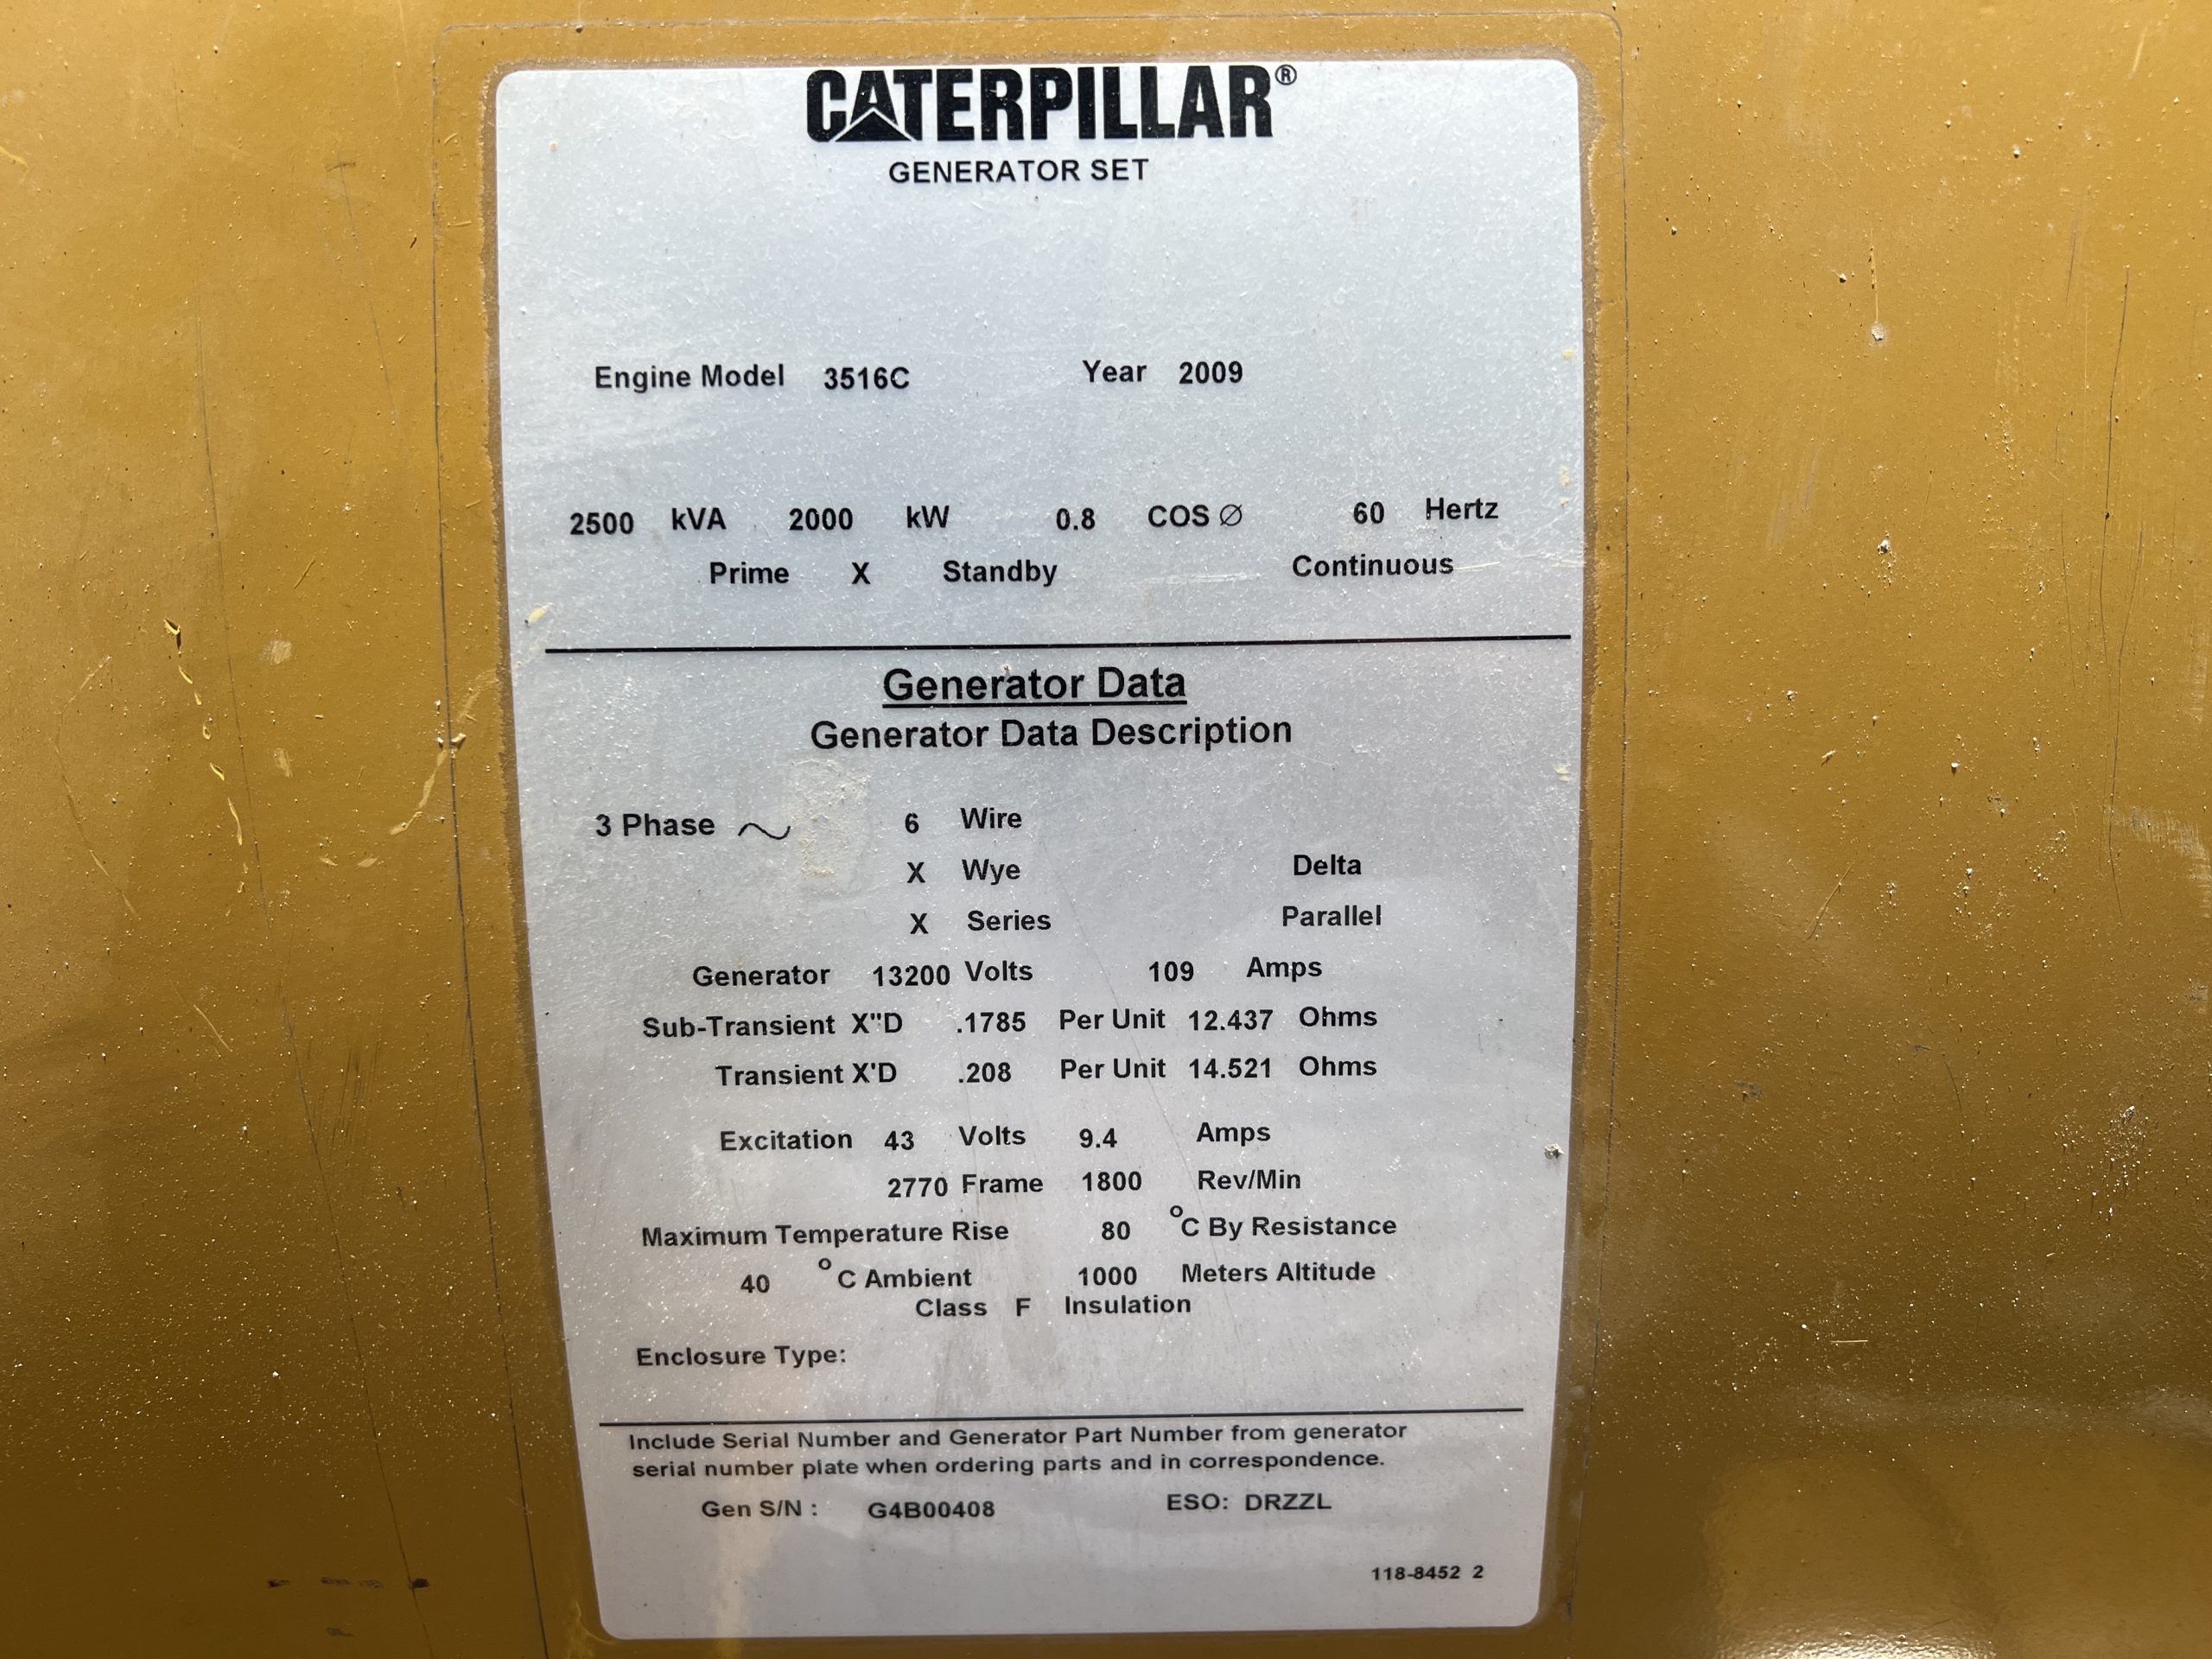 CATERPILLAR®
GENERATOR SET
Engine Model 3516C Year 2009
2500 kVA 2000 kW 0.8 COS Ø 60 Hertz
Prime X Standby Continuous
Generator Data
Generator Data Description
3 Phase ~ 6 Wire
X Wye Delta
X Series Parallel
Generator 13200 Volts 109 Amps
Sub-Transient X"D .1785 Per Unit 12.437 Ohms
Transient X'D .208 Per Unit 14.521 Ohms
Excitation 43 Volts 9.4 Amps
2770 Frame 1800 Rev/Min
Maximum Temperature Rise 80 °C By Resistance
40 °C Ambient 1000 Meters Altitude
Class F Insulation
Enclosure Type:
Include Serial Number and Generator Part Number from generator
serial number plate when ordering parts and in correspondence.
Gen S/N : G4B00408 ESO: DRZZL
118-8452 2